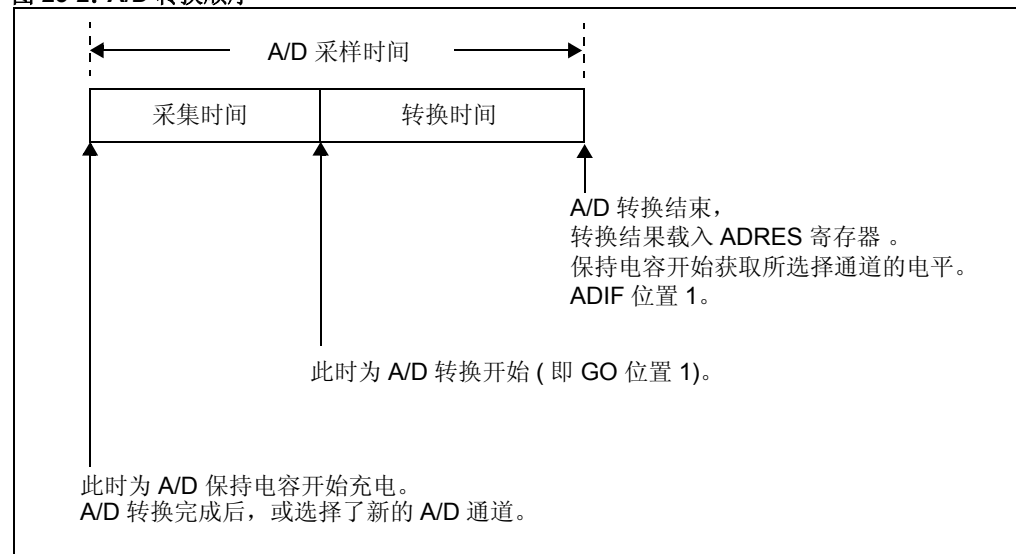 A/D 采样时间
采集时间 转换时间
A/D 转换结束，
转换结果载入 ADRES 寄存器 。
保持电容开始获取所选择通道的电平。
ADIF 位置 1。
此时为 A/D 转换开始 ( 即 GO 位置 1)。
此时为 A/D 保持电容开始充电。
A/D 转换完成后，或选择了新的 A/D 通道。